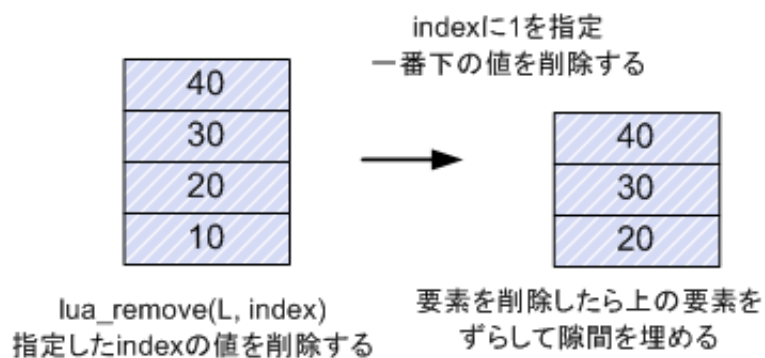 indexに1を指定
一番下の値を削除する
40
30
20
10
40
30
20
lua_remove(L, index)
指定したindexの値を削除する
要素を削除したら上の要素を
ずらして隙間を埋める